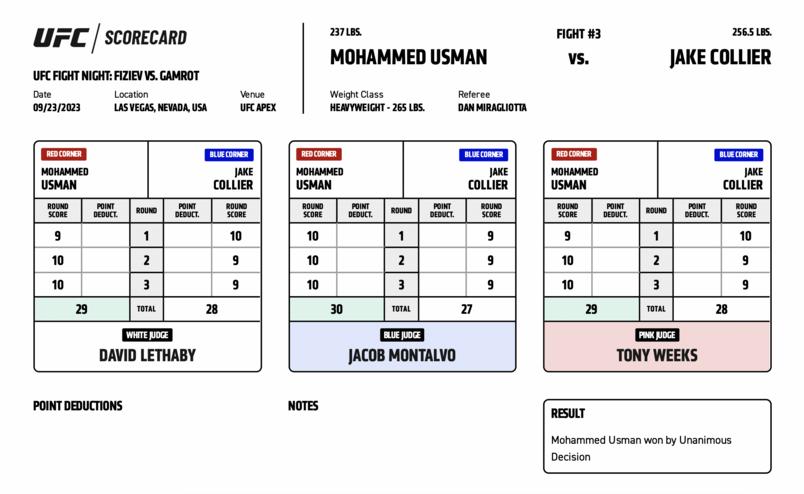 UFC / SCORECARD
UFC FIGHT NIGHT: FIZIEV VS. GAMROT
Date Location Venue
09/23/2023 LAS VEGAS, NEVADA, USA UFC APEX
237 LBS. FIGHT #3 256.5 LBS.
MOHAMMED USMAN VS. JAKE COLLIER
Weight Class Referee
HEAVYWEIGHT - 265 LBS. DAN MIRAGLIOTTA
RED CORNER BLUE CORNER
MOHAMMED JAKE
USMAN COLLIER
ROUND POINT ROUND POINT ROUND
SCORE DEDUCT. DEDUCT. SCORE
9 1 10
10 2 9
10 3 9
29 TOTAL 28
WHITE JUDGE
DAVID LETHABY
RED CORNER BLUE CORNER
MOHAMMED JAKE
USMAN COLLIER
ROUND POINT ROUND POINT ROUND
SCORE DEDUCT. DEDUCT. SCORE
10 1 9
10 2 9
10 3 9
30 TOTAL 27
BLUE JUDGE
JACOB MONTALVO
RED CORNER BLUE CORNER
MOHAMMED JAKE
USMAN COLLIER
ROUND POINT ROUND POINT ROUND
SCORE DEDUCT. DEDUCT. SCORE
9 1 10
10 2 9
10 3 9
29 TOTAL 28
PINK JUDGE
TONY WEEKS
POINT DEDUCTIONS
NOTES
RESULT
Mohammed Usman won by Unanimous
Decision